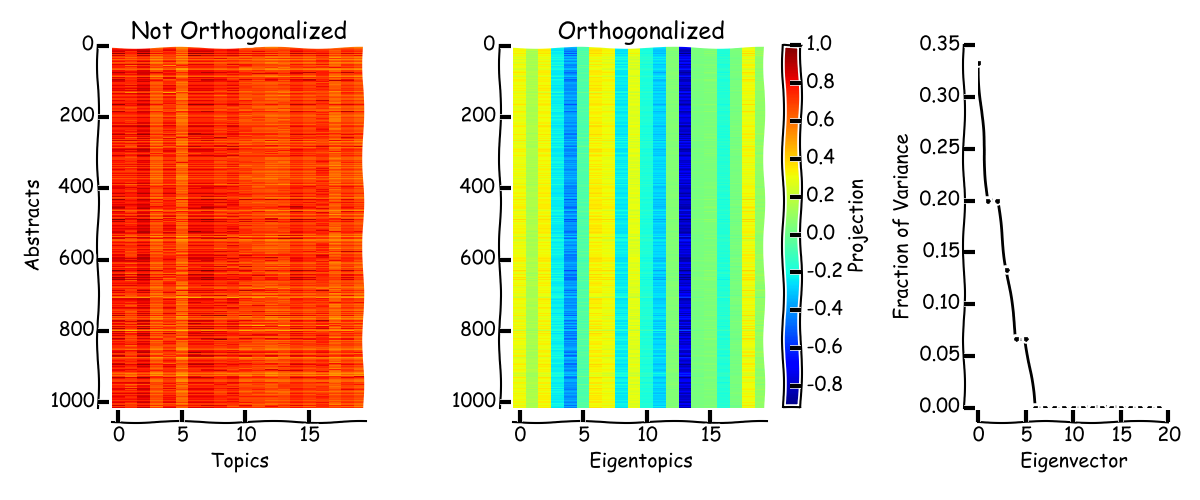 Not Orthogonalized
0
200
400
600
800
1000
Abstracts
0 5 10 15
Topics
Orthogonalized
0
200
400
600
800
1000
0 5 10 15
Eigentopics
1.0
0.8
0.6
0.4
0.2
0.0
-0.2
-0.4
-0.6
-0.8
Projection
0.35
0.30
0.25
0.20
0.15
0.10
0.05
0.00
Fraction of Variance
0 5 10 15 20
Eigenvector